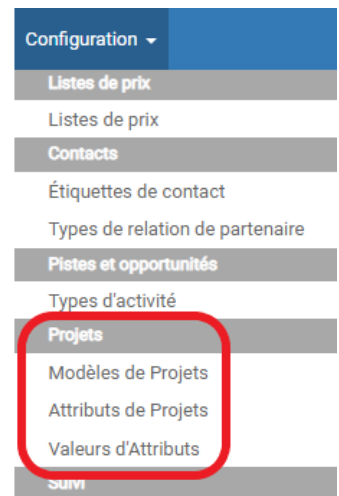 Configuration
Listes de prix
Listes de prix
Contacts
Étiquettes de contact
Types de relation de partenaire
Pistes et opportunités
Types d'activité
Projets
Modèles de Projets
Attributs de Projets
Valeurs d'Attributs
Suivi